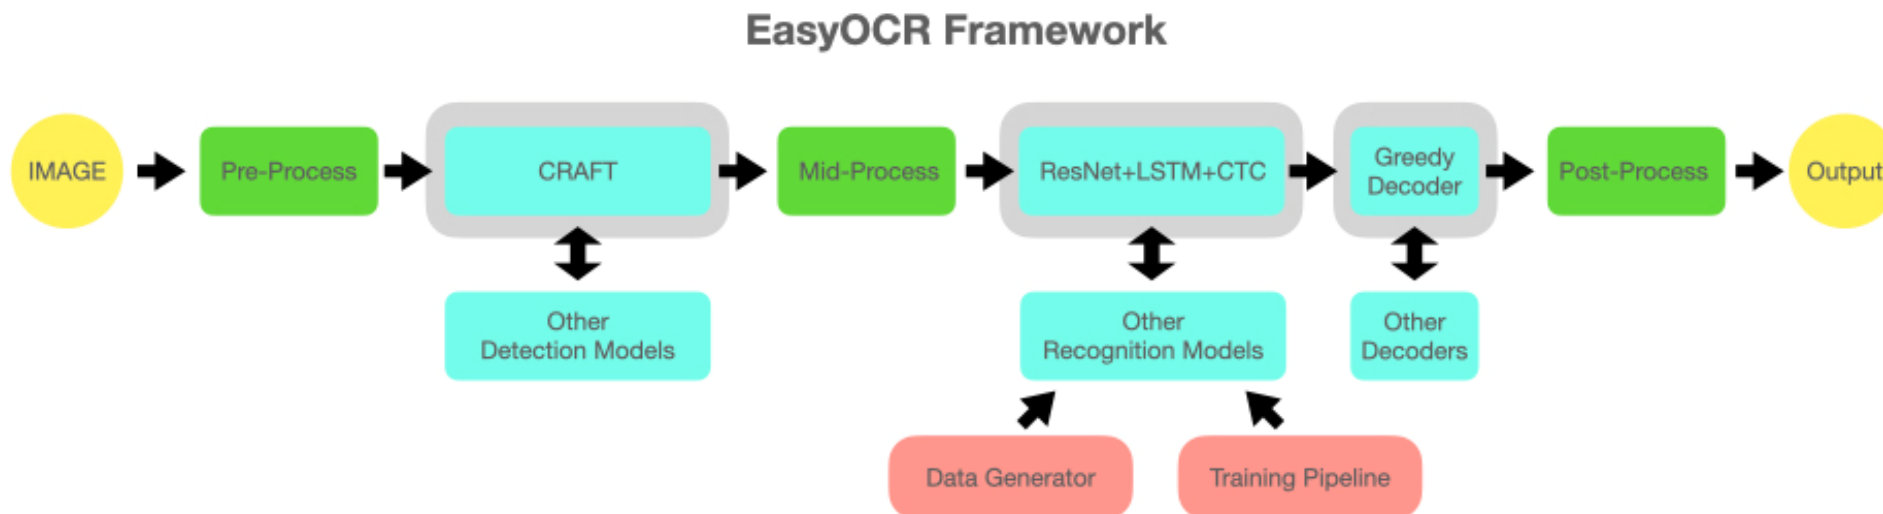 EasyOCR Framework
IMAGE
Pre-Process
CRAFT
Mid-Process
ResNet+LSTM+CTC
Greedy
Decoder
Post-Process
Output
Other
Detection Models
Other
Recognition Models
Other
Decoders
Data Generator
Training Pipeline